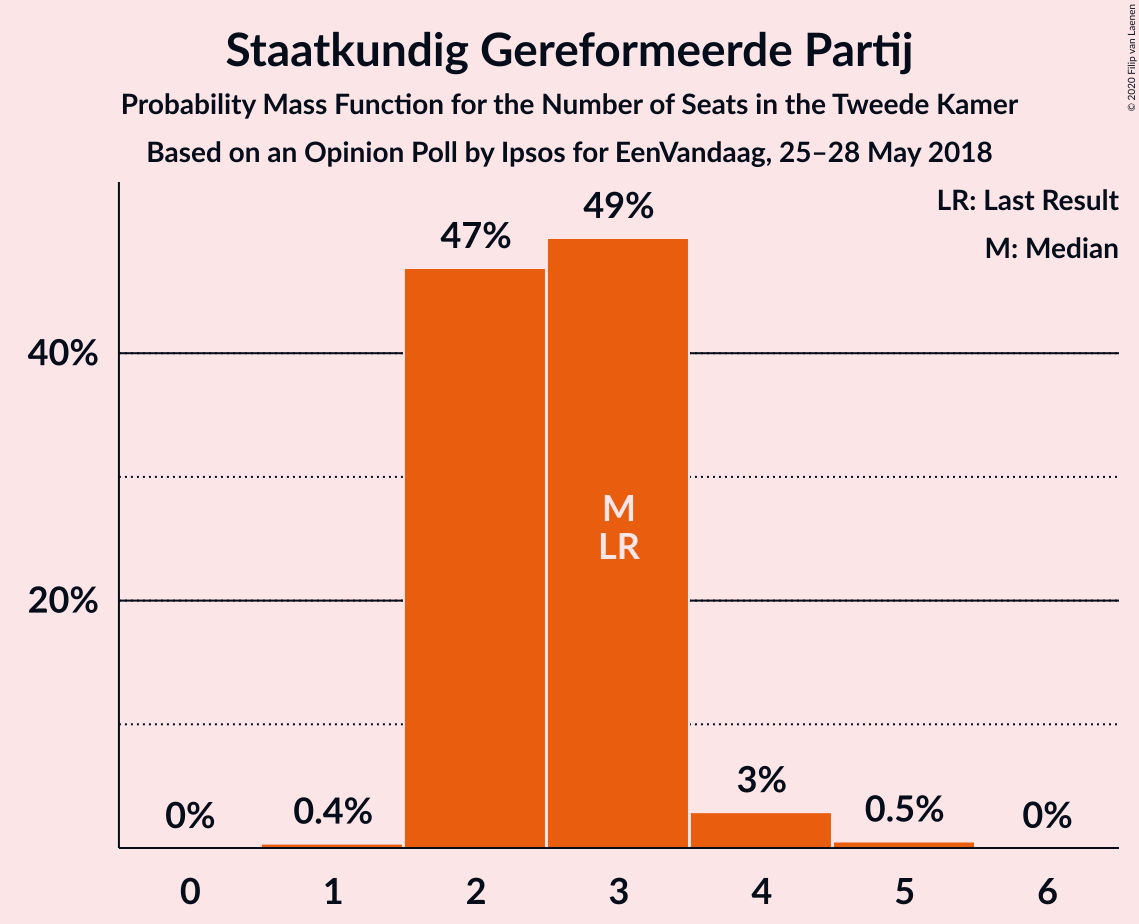 Staatkundig Gereformeerde Partij
Probability Mass Function for the Number of Seats in the Tweede Kamer
Based on an Opinion Poll by Ipsos for EenVandaag, 25–28 May 2018
© 2020 Filip van Laenen
LR: Last Result
M: Median
49%
47%
40%
M
LR
20%
3%
0%
0.4%
0.5%
0%
0 1 2 3 4 5 6